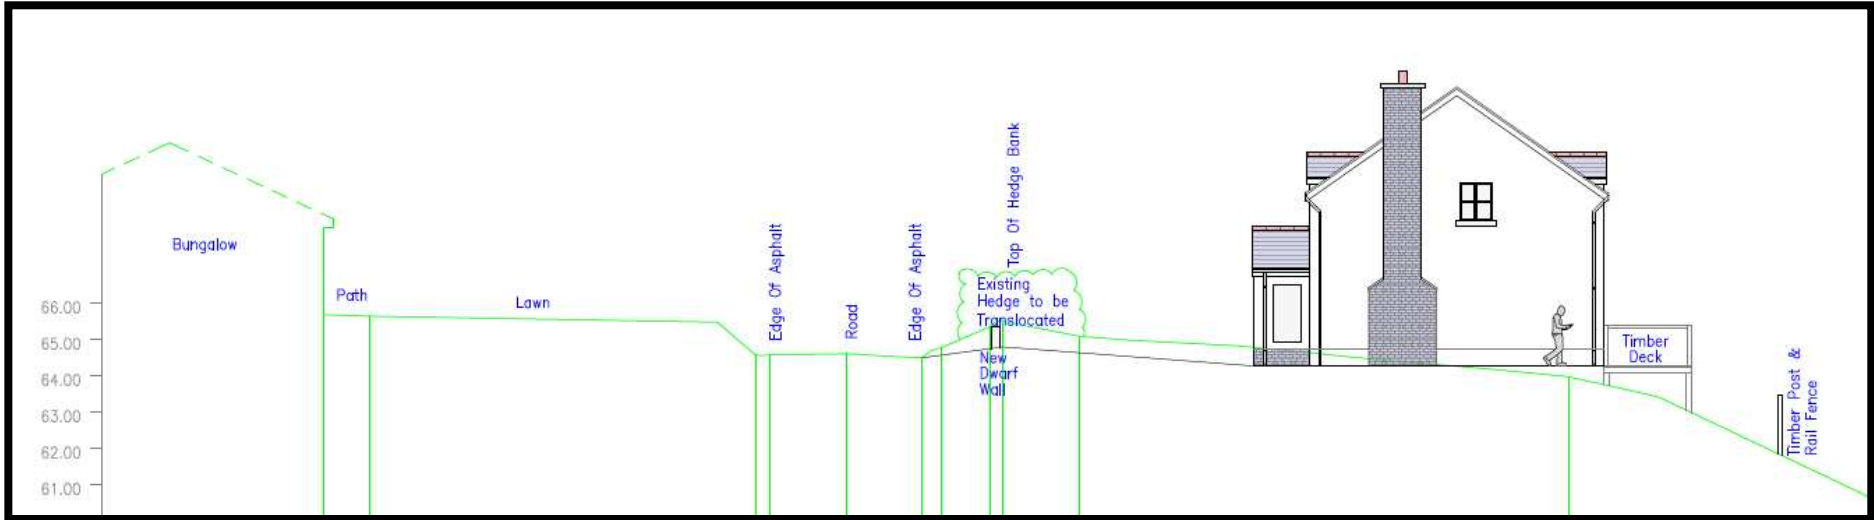 Bungalow
Path
Lawn
Edge Of Asphalt
Road
Edge Of Asphalt
Top Of Hedge Bank
Existing
Hedge to be
Translocated
New
Dwarf
Wall
Timber
Deck
Timber Post &
Rail Fence
66.00
65.00
64.00
63.00
62.00
61.00